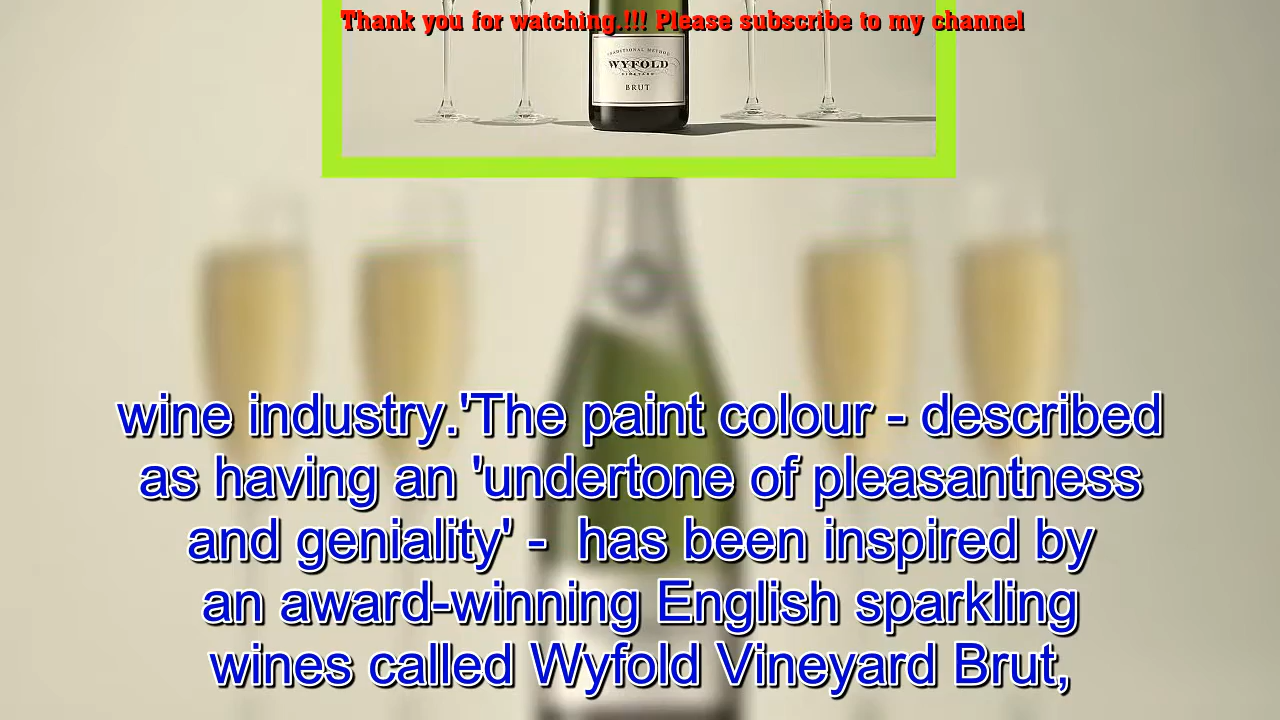 Thank you for watching.!!! Please subscribe to my channel
TRADITIONAL METHOD
WYFOLD
VINEYARD
BRUT
wine industry.'The paint colour - described
as having an 'undertone of pleasantness
and geniality' -  has been inspired by
an award-winning English sparkling
wines called Wyfold Vineyard Brut,